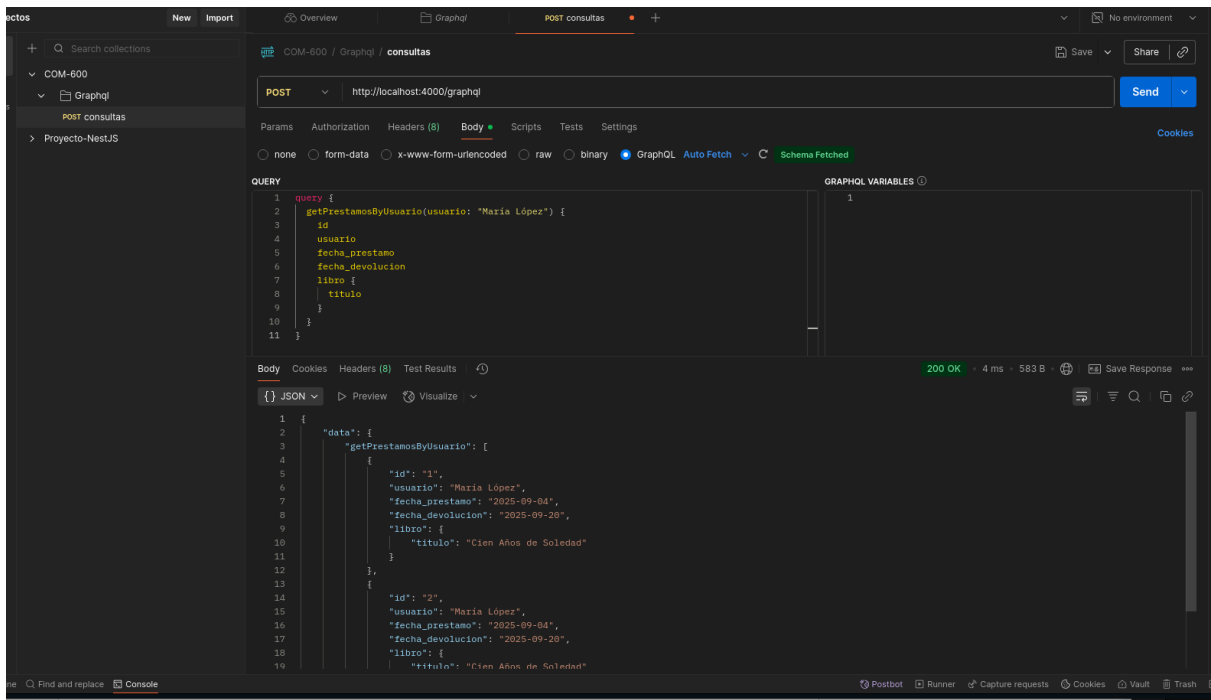 ectos New Import Overview Graphql POST consultas No environment
Search collections
COM-600 / Graphql / consultas Save Share
COM-600
Graphql
POST consultas
Proyecto-NestJS
POST http://localhost:4000/graphql Send
Params Authorization Headers (8) Body Scripts Tests Settings Cookies
none form-data x-www-form-urlencoded raw binary GraphQL Auto Fetch Schema Fetched
QUERY GRAPHQL VARIABLES
1 query {
2 getPrestamosByUsuario(usuario: "María López") {
3 id
4 usuario
5 fecha_prestamo
6 fecha_devolucion
7 libro {
8 titulo
9 }
10 }
11 }
1
Body Cookies Headers (8) Test Results 200 OK 4 ms 583 B Save Response
{} JSON Preview Visualize
1 {
2 "data": {
3 "getPrestamosByUsuario": [
4 {
5 "id": "1",
6 "usuario": "María López",
7 "fecha_prestamo": "2025-09-04",
8 "fecha_devolucion": "2025-09-20",
9 "libro": {
10 "titulo": "Cien Años de Soledad"
11 }
12 },
13 {
14 "id": "2",
15 "usuario": "María López",
16 "fecha_prestamo": "2025-09-04",
17 "fecha_devolucion": "2025-09-20",
18 "libro": {
19 "titulo": "Cien Años de Soledad"
ne Find and replace Console Postbot Runner Capture requests Cookies Vault Trash